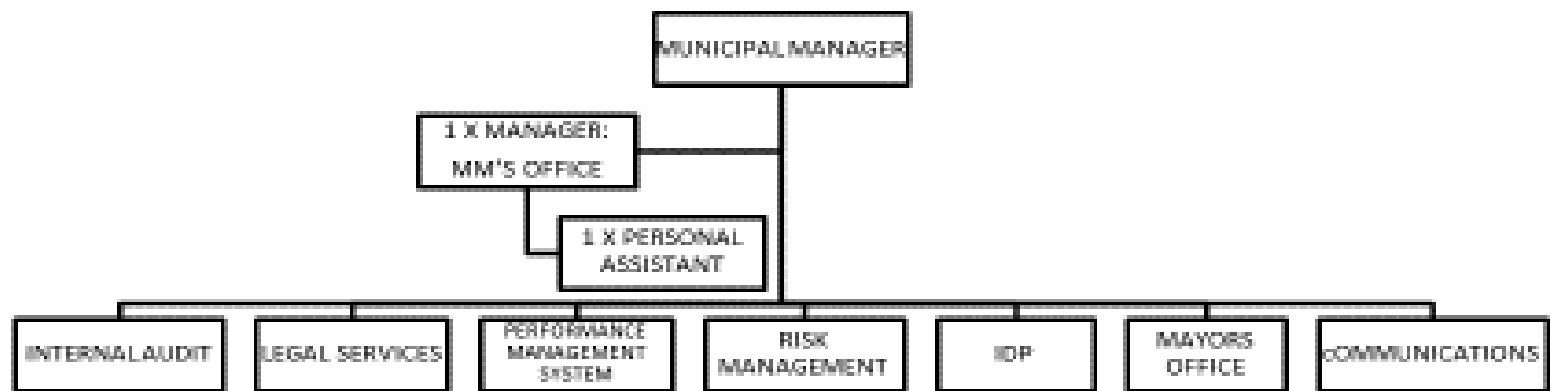 MUNICIPAL MANAGER
1 X MANAGER:
MM'S OFFICE
1 X PERSONAL
ASSISTANT
INTERNAL AUDIT
LEGAL SERVICES
PERFORMANCE
MANAGEMENT
SYSTEM
RISK
MANAGEMENT
IDP
MAYORS
OFFICE
cOMMUNICATIONS